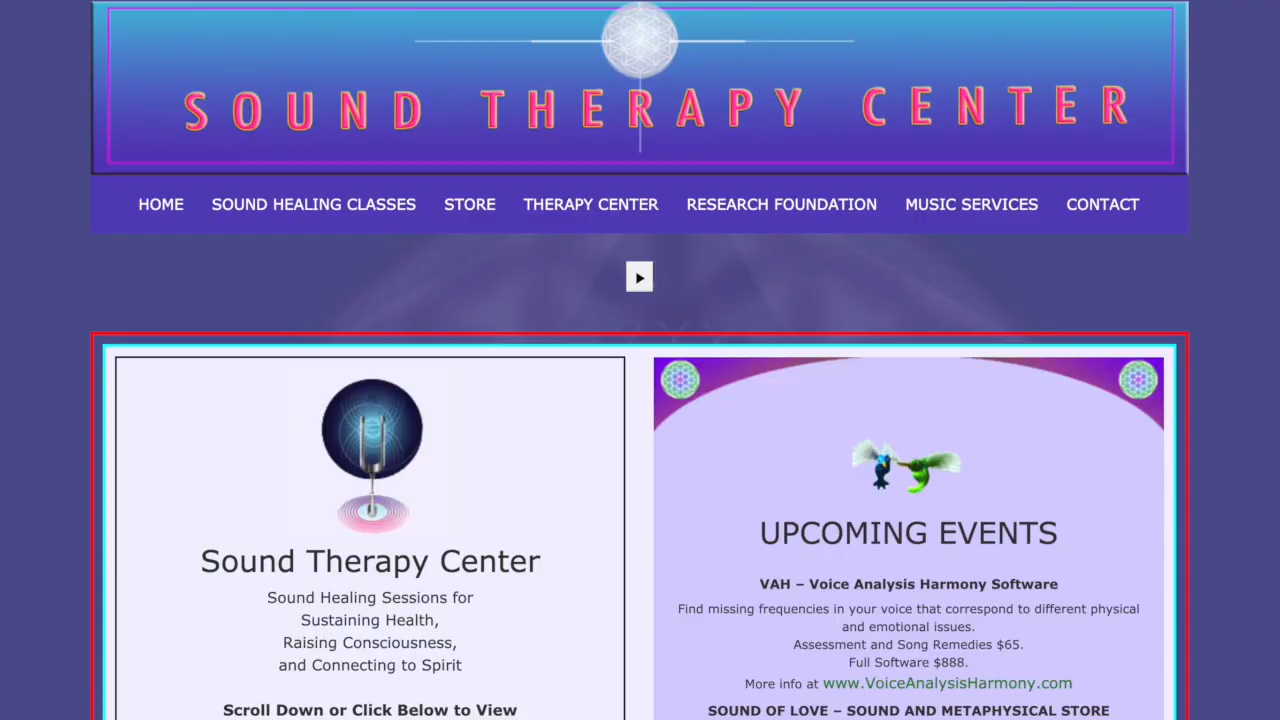 SOUND THERAPY CENTER
HOME SOUND HEALING CLASSES STORE THERAPY CENTER RESEARCH FOUNDATION MUSIC SERVICES CONTACT
Sound Therapy Center
Sound Healing Sessions for
Sustaining Health,
Raising Consciousness,
and Connecting to Spirit
Scroll Down or Click Below to View
UPCOMING EVENTS
VAH – Voice Analysis Harmony Software
Find missing frequencies in your voice that correspond to different physical
and emotional issues.
Assessment and Song Remedies $65.
Full Software $888.
More info at www.VoiceAnalysisHarmony.com
SOUND OF LOVE – SOUND AND METAPHYSICAL STORE